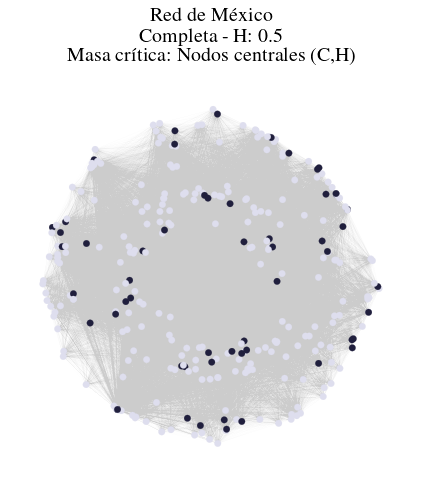 Red de México
Completa - H: 0.5
Masa crítica: Nodos centrales (C,H)